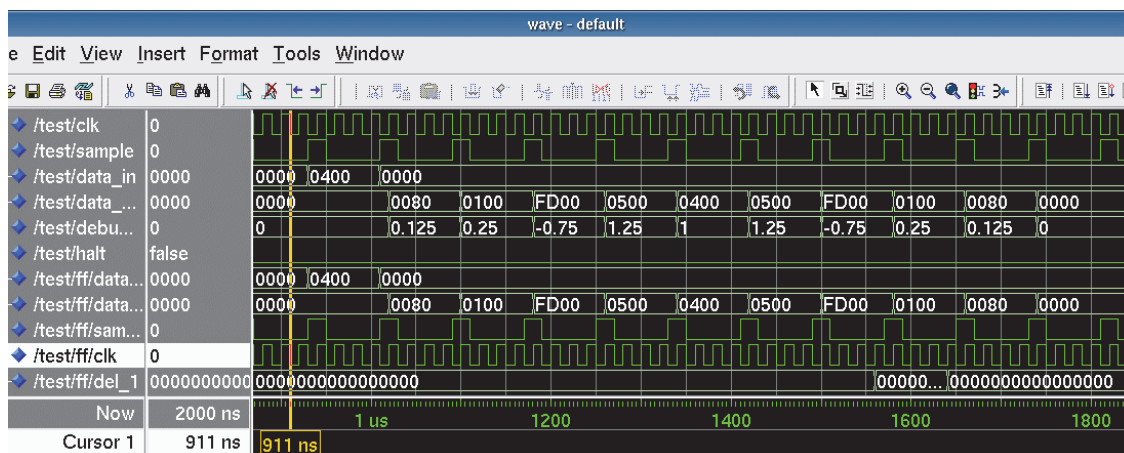 wave - default
e Edit View Insert Format Tools Window
/test/clk 0
/test/sample 0
/test/data_in 0000 0000 0400 0000
/test/data_... 0000 0000 0080 0100 FD00 0500 0400 0500 FD00 0100 0080 0000
/test/debu... 0 0 0.125 0.25 -0.75 1.25 1 1.25 -0.75 0.25 0.125 0
/test/halt false
/test/ff/data... 0000 0000 0400 0000
/test/ff/data... 0000 0000 0080 0100 FD00 0500 0400 0500 FD00 0100 0080 0000
/test/ff/sam... 0
/test/ff/clk 0
/test/ff/del_1 0000000000 0000000000000000 00000... 0000000000000000
Now 2000 ns 1 us 1200 1400 1600 1800
Cursor 1 911 ns 911 ns